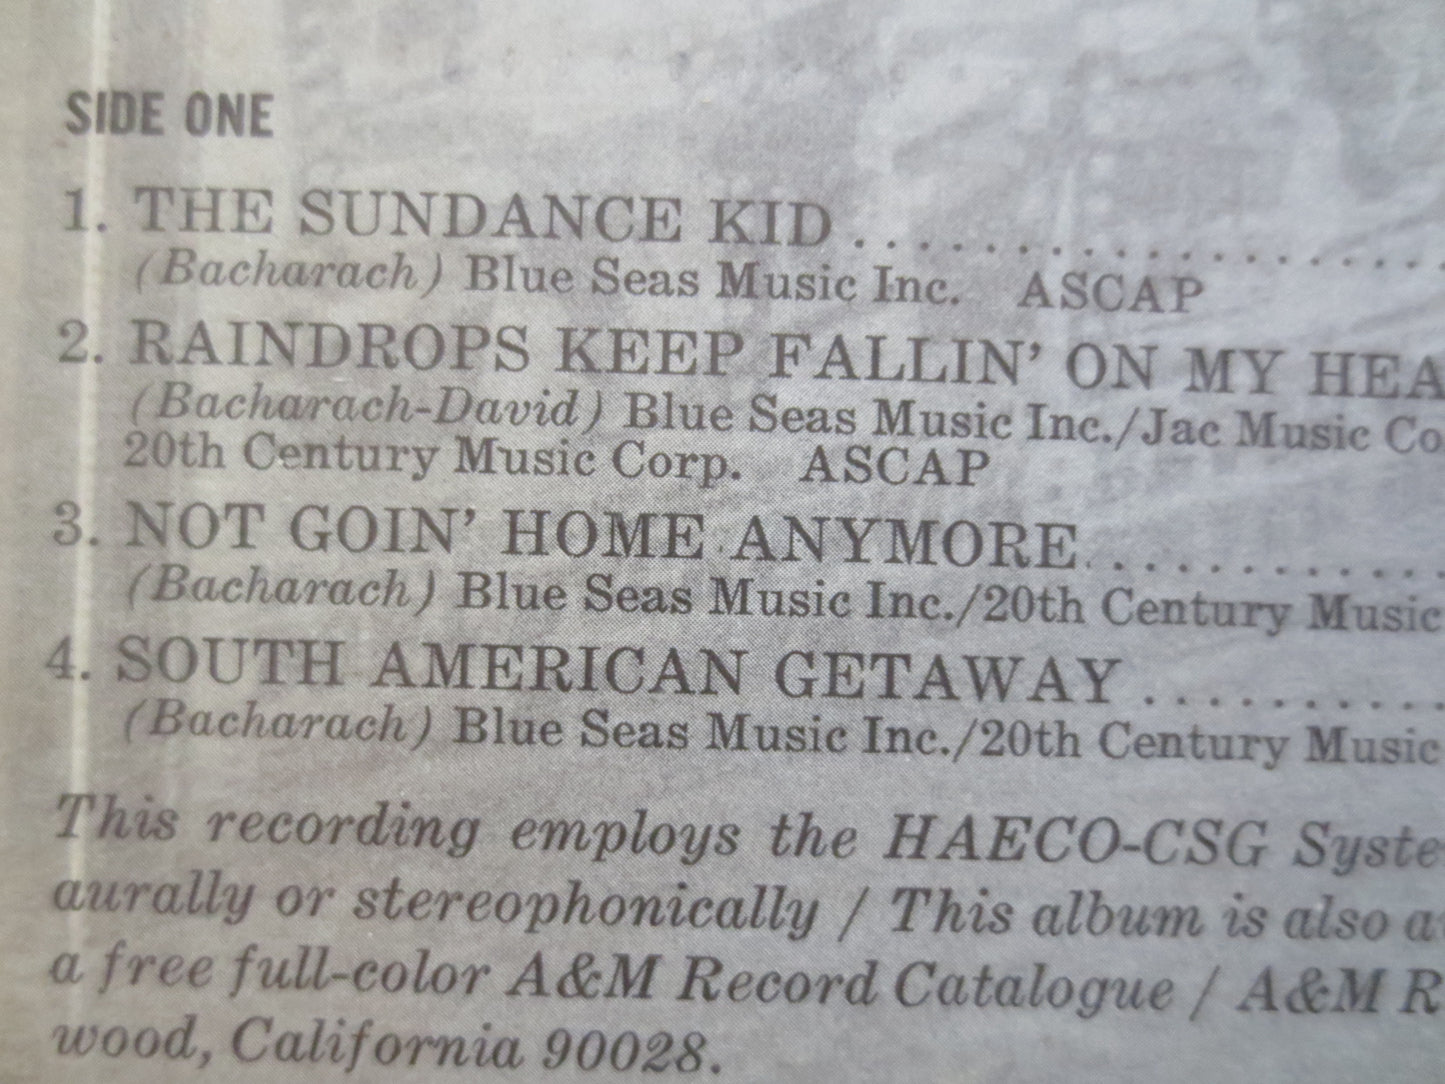 SIDE ONE
1. THE SUNDANCE KID ..................
(Bacharach) Blue Seas Music Inc. ASCAP
2. RAINDROPS KEEP FALLIN' ON MY HEA
(Bacharach-David) Blue Seas Music Inc./Jac Music Co
20th Century Music Corp. ASCAP
3. NOT GOIN' HOME ANYMORE ...........
(Bacharach) Blue Seas Music Inc./20th Century Music
4. SOUTH AMERICAN GETAWAY ..........
(Bacharach) Blue Seas Music Inc./20th Century Music
This recording employs the HAECO-CSG Syste
aurally or stereophonically / This album is also a
a free full-color A&M Record Catalogue / A&M R
wood, California 90028.